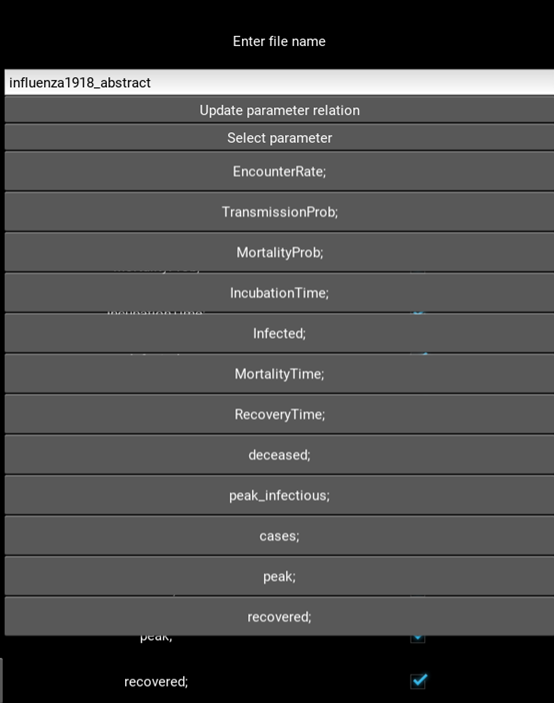 Enter file name
influenza1918_abstract
Update parameter relation
Select parameter
EncounterRate;
TransmissionProb;
MortalityProb;
IncubationTime;
Infected;
MortalityTime;
RecoveryTime;
deceased;
peak_infectious;
cases;
peak;
recovered;
peak;
recovered;